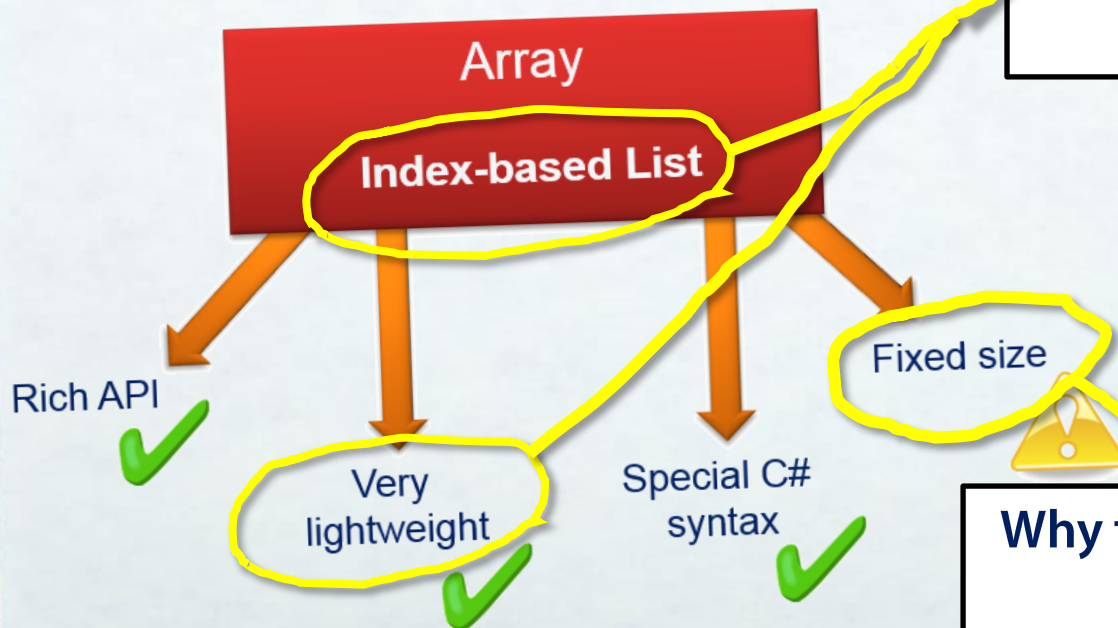 Array
Index-based List
Rich API
Fixed size
Very
lightweight
Special C#
syntax
Why